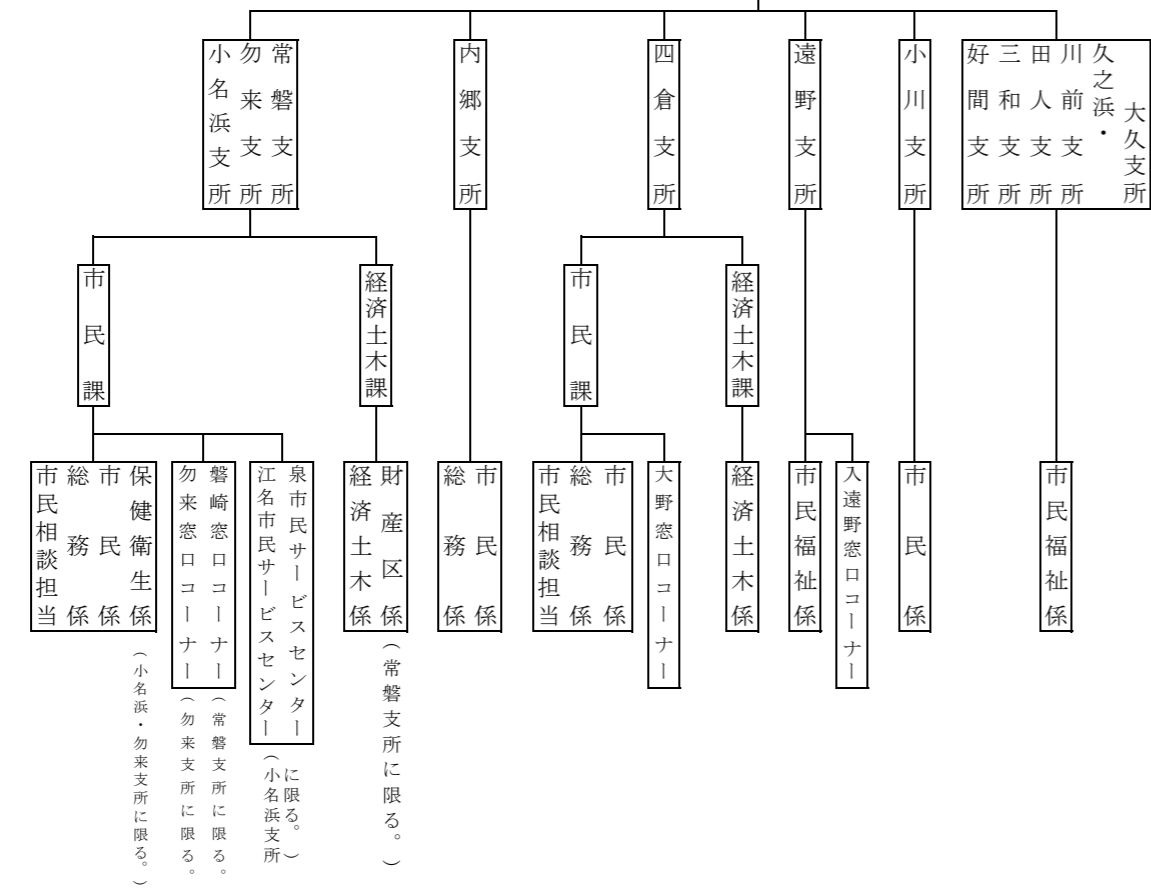 久之浜・
大久支所
川前支所
田人支所
三和支所
好間支所
小川支所
遠野支所
四倉支所
内郷支所
常磐支所
勿来支所
小名浜支所
経済土木課
市民課
経済土木課
市民課
市民福祉係
市民係
入遠野窓口コーナー
市民福祉係
経済土木係
大野窓口コーナー
市民係
総務係
市民相談担当
市民係
総務係
財産区係(常磐支所に限る。)
経済土木係
泉市民サービスセンター
江名市民サービスセンター
(小名浜支所
に限る。)
磐崎窓口コーナー(常磐支所に限る。
勿来窓口コーナー(勿来支所に限る。
保健衛生係(小名浜・勿来支所に限る。)
市民係
総務係
市民相談担当